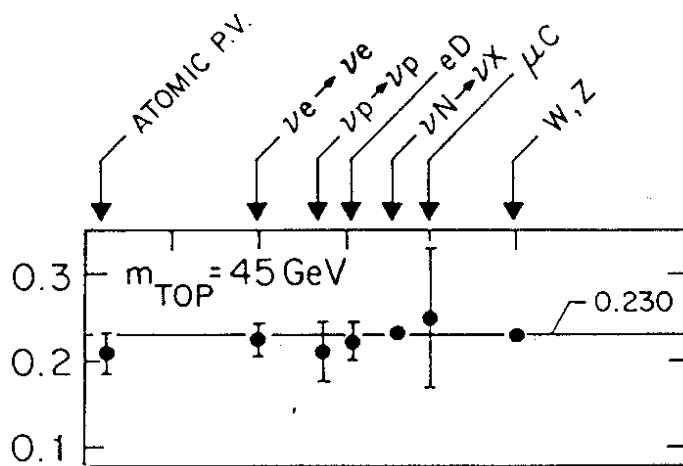 ATOMIC P.V.
νe→νe
νp→νp
eD
νN→νX
μC
W, Z
0.3
m_TOP = 45 GeV
0.230
0.2
0.1